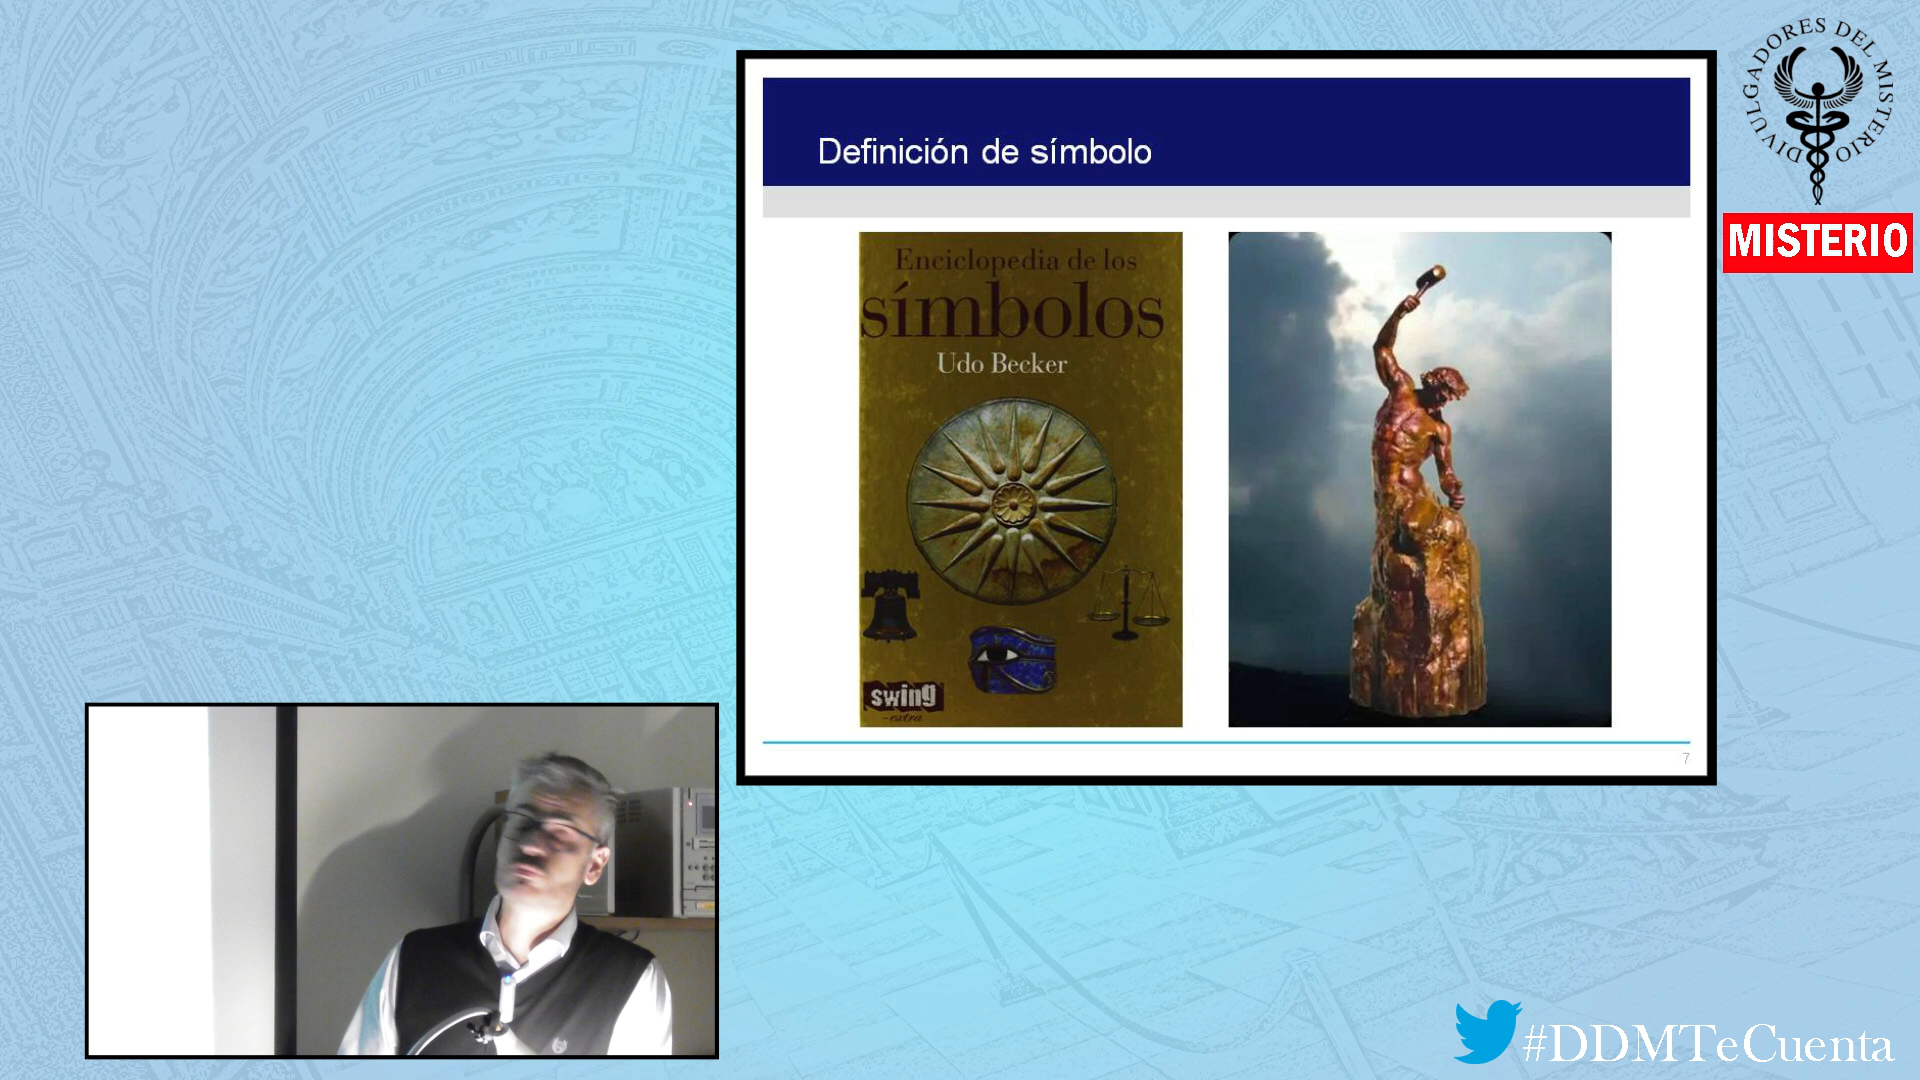 Definición de símbolo
Enciclopedia de los
símbolos
Udo Becker
swing
extra
7
DIVULGADORES DEL MISTERIO
MISTERIO
#DDMTeCuenta